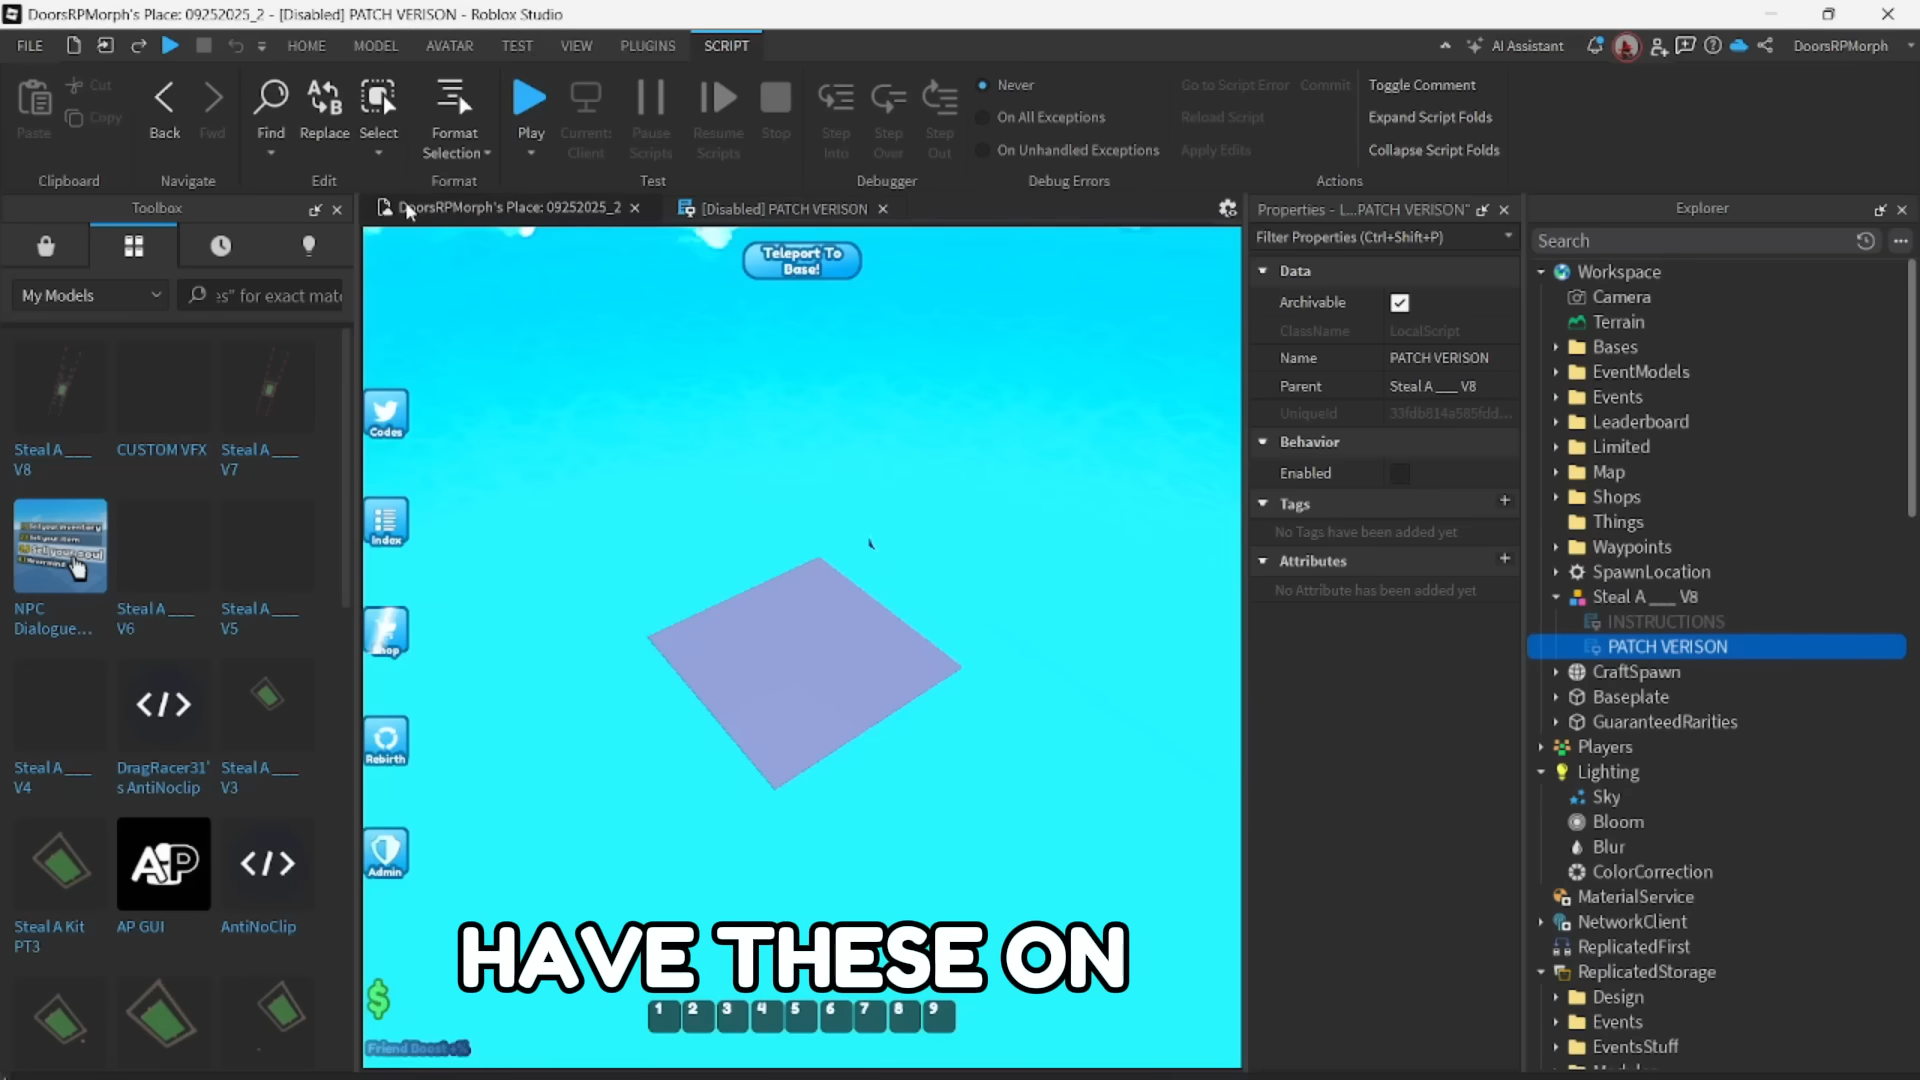 DoorsRPMorph's Place: 09252025_2 - [Disabled] PATCH VERISON - Roblox Studio
FILE
HOME
MODEL
AVATAR
TEST
VIEW
PLUGINS
SCRIPT
AI Assistant
DoorsRPMorph
Paste
Cut
Copy
Clipboard
Back
Fwd
Navigate
Find
Replace
Select
Edit
Format
Selection
Format
Play
Current:
Client
Pause
Scripts
Resume
Scripts
Stop
Test
Step
Into
Step
Over
Step
Out
Debugger
Never
On All Exceptions
On Unhandled Exceptions
Debug Errors
Go to Script Error
Commit
Reload Script
Apply Edits
Toggle Comment
Expand Script Folds
Collapse Script Folds
Actions
Toolbox
My Models
es" for exact mat
Steal A ___
V8
CUSTOM VFX
Steal A ___
V7
NPC
Dialogue...
Steal A ___
V6
Steal A ___
V5
Steal A ___
V4
DragRacer31'
s AntiNoclip
Steal A ___
V3
AP
Steal A Kit
PT3
AP GUI
AntiNoClip
DoorsRPMorph's Place: 09252025_2
[Disabled] PATCH VERISON
Teleport To
Base!
Codes
Index
Rebirth
Admin
HAVE THESE ON
1 2 3 4 5 6 7 8 9
$
Friend Boost
Properties - L...PATCH VERISON"
Filter Properties (Ctrl+Shift+P)
Data
Archivable
ClassName LocalScript
Name PATCH VERISON
Parent Steal A ___ V8
UniqueId 33fdb814a585fdd...
Behavior
Enabled
Tags
No Tags have been added yet
Attributes
No Attribute has been added yet
Explorer
Search
Workspace
Camera
Terrain
Bases
EventModels
Events
Leaderboard
Limited
Map
Shops
Things
Waypoints
SpawnLocation
Steal A ___ V8
INSTRUCTIONS
PATCH VERISON
CraftSpawn
Baseplate
GuaranteedRarities
Players
Lighting
Sky
Bloom
Blur
ColorCorrection
MaterialService
NetworkClient
ReplicatedFirst
ReplicatedStorage
Design
Events
EventsStuff